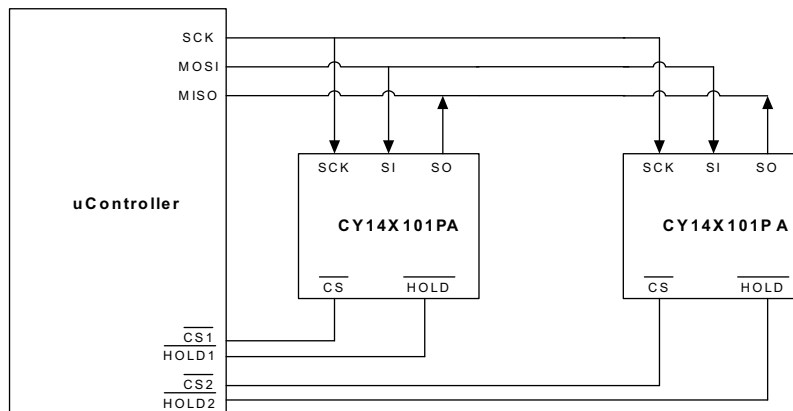 SCK
MOSI
MISO
uController
SCK SI SO
CY14X101PA
CS HOLD
SCK SI SO
CY14X101PA
CS HOLD
CS1
HOLD1
CS2
HOLD2